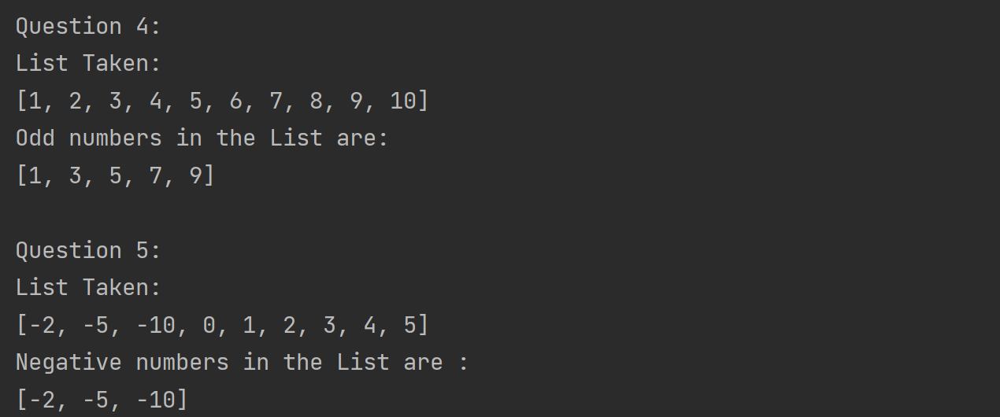 Question 4:
List Taken:
[1, 2, 3, 4, 5, 6, 7, 8, 9, 10]
Odd numbers in the List are:
[1, 3, 5, 7, 9]
Question 5:
List Taken:
[-2, -5, -10, 0, 1, 2, 3, 4, 5]
Negative numbers in the List are :
[-2, -5, -10]